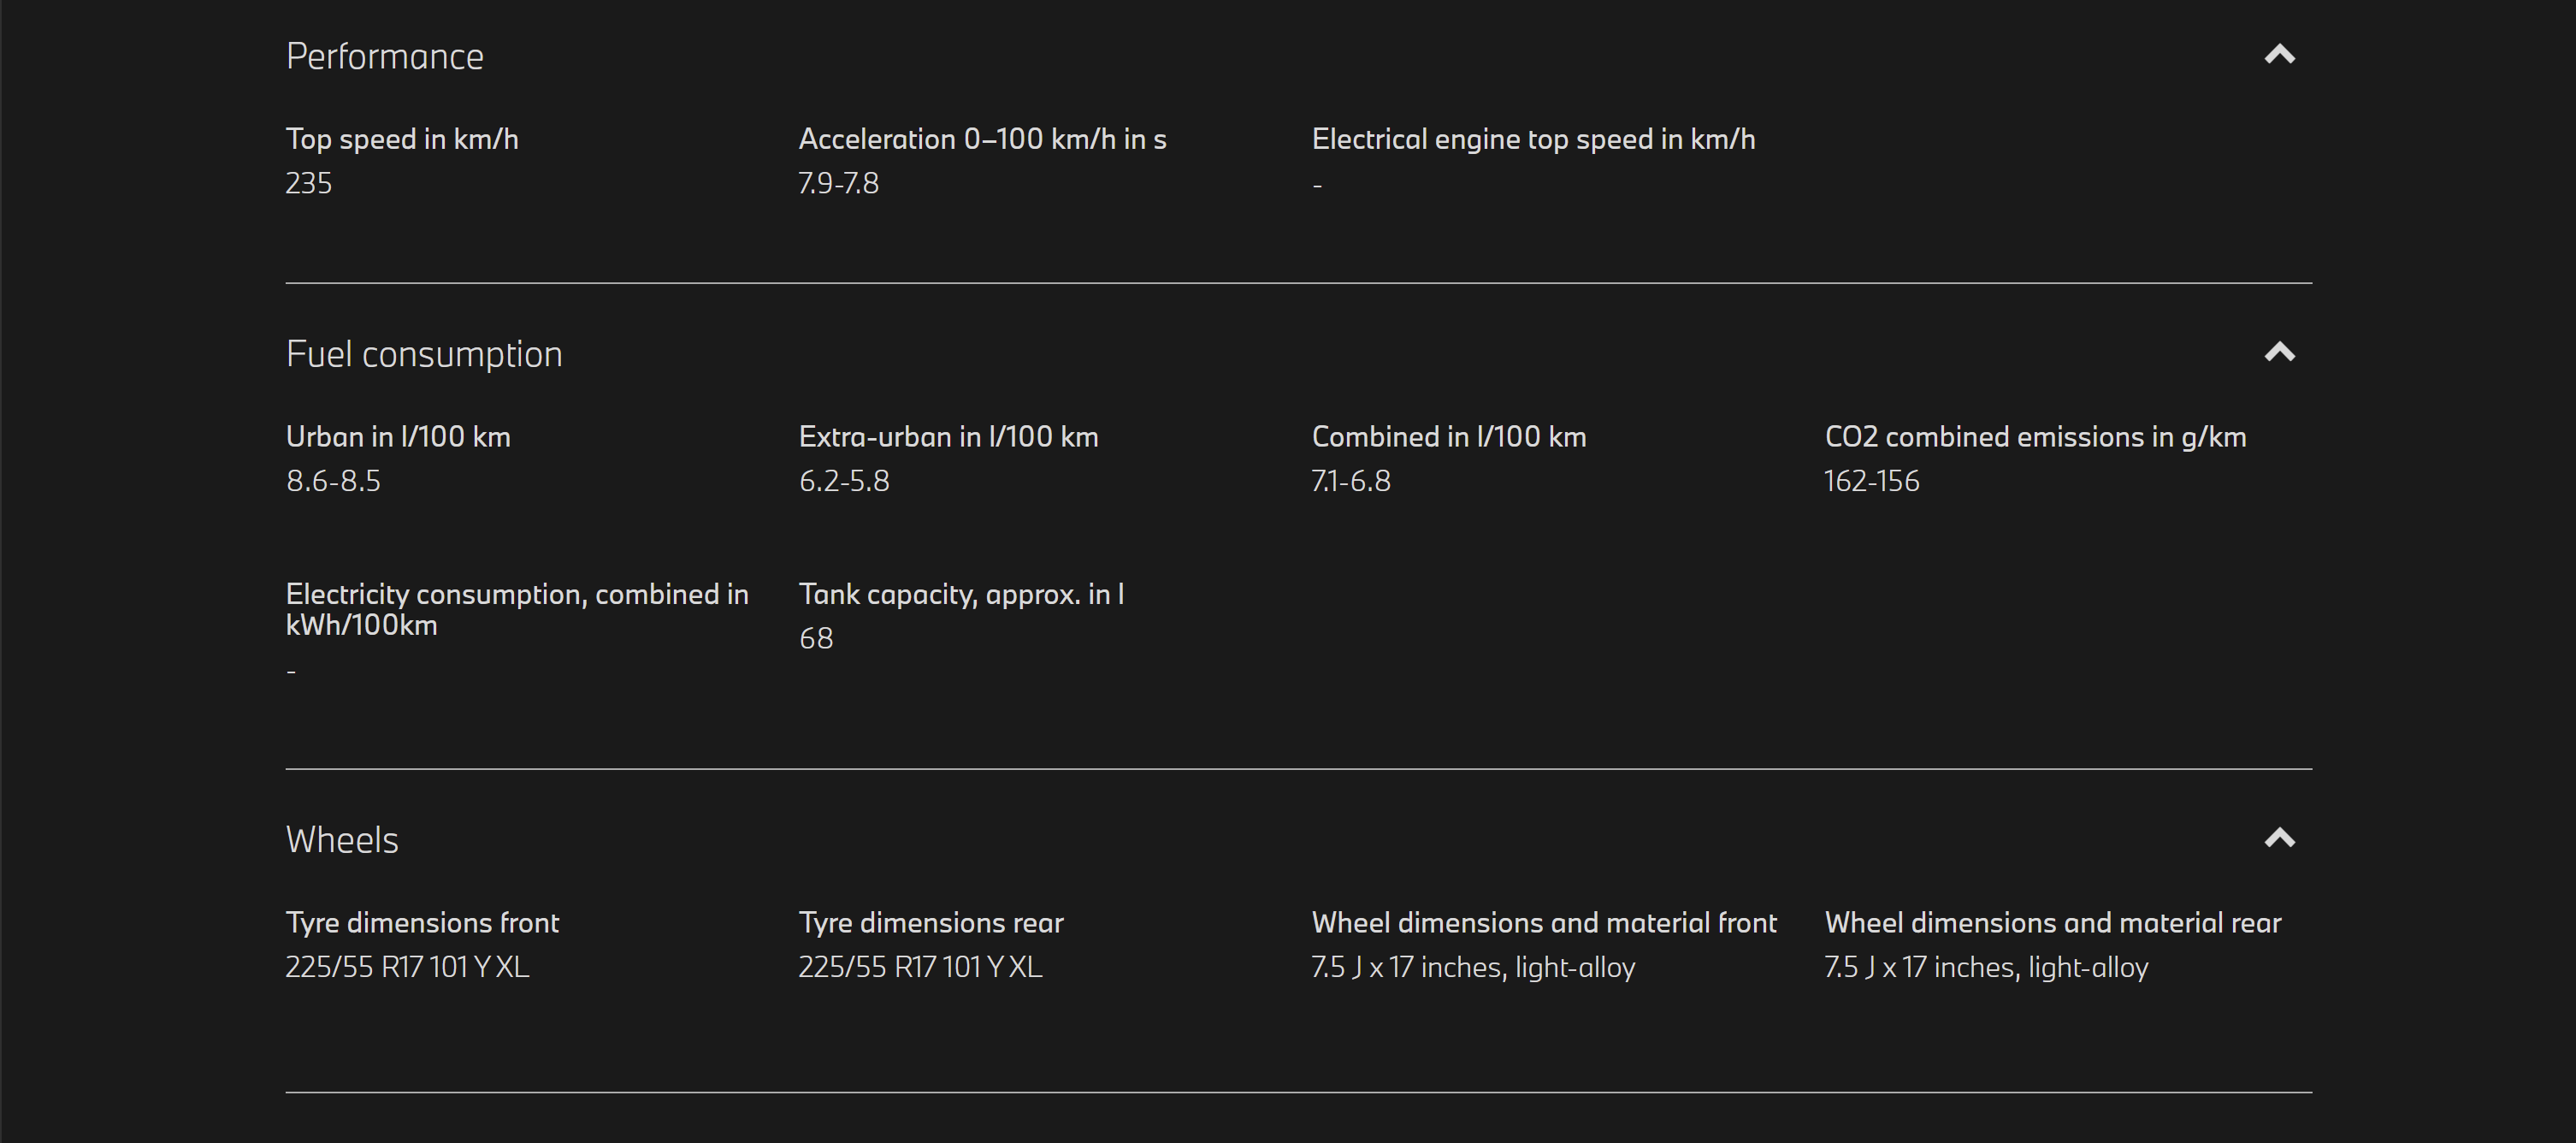 Performance
Top speed in km/h
235
Acceleration 0–100 km/h in s
7.9-7.8
Electrical engine top speed in km/h
-
Fuel consumption
Urban in l/100 km
8.6-8.5
Extra-urban in l/100 km
6.2-5.8
Combined in l/100 km
7.1-6.8
CO2 combined emissions in g/km
162-156
Electricity consumption, combined in
kWh/100km
-
Tank capacity, approx. in l
68
Wheels
Tyre dimensions front
225/55 R17 101 Y XL
Tyre dimensions rear
225/55 R17 101 Y XL
Wheel dimensions and material front
7.5 J x 17 inches, light-alloy
Wheel dimensions and material rear
7.5 J x 17 inches, light-alloy